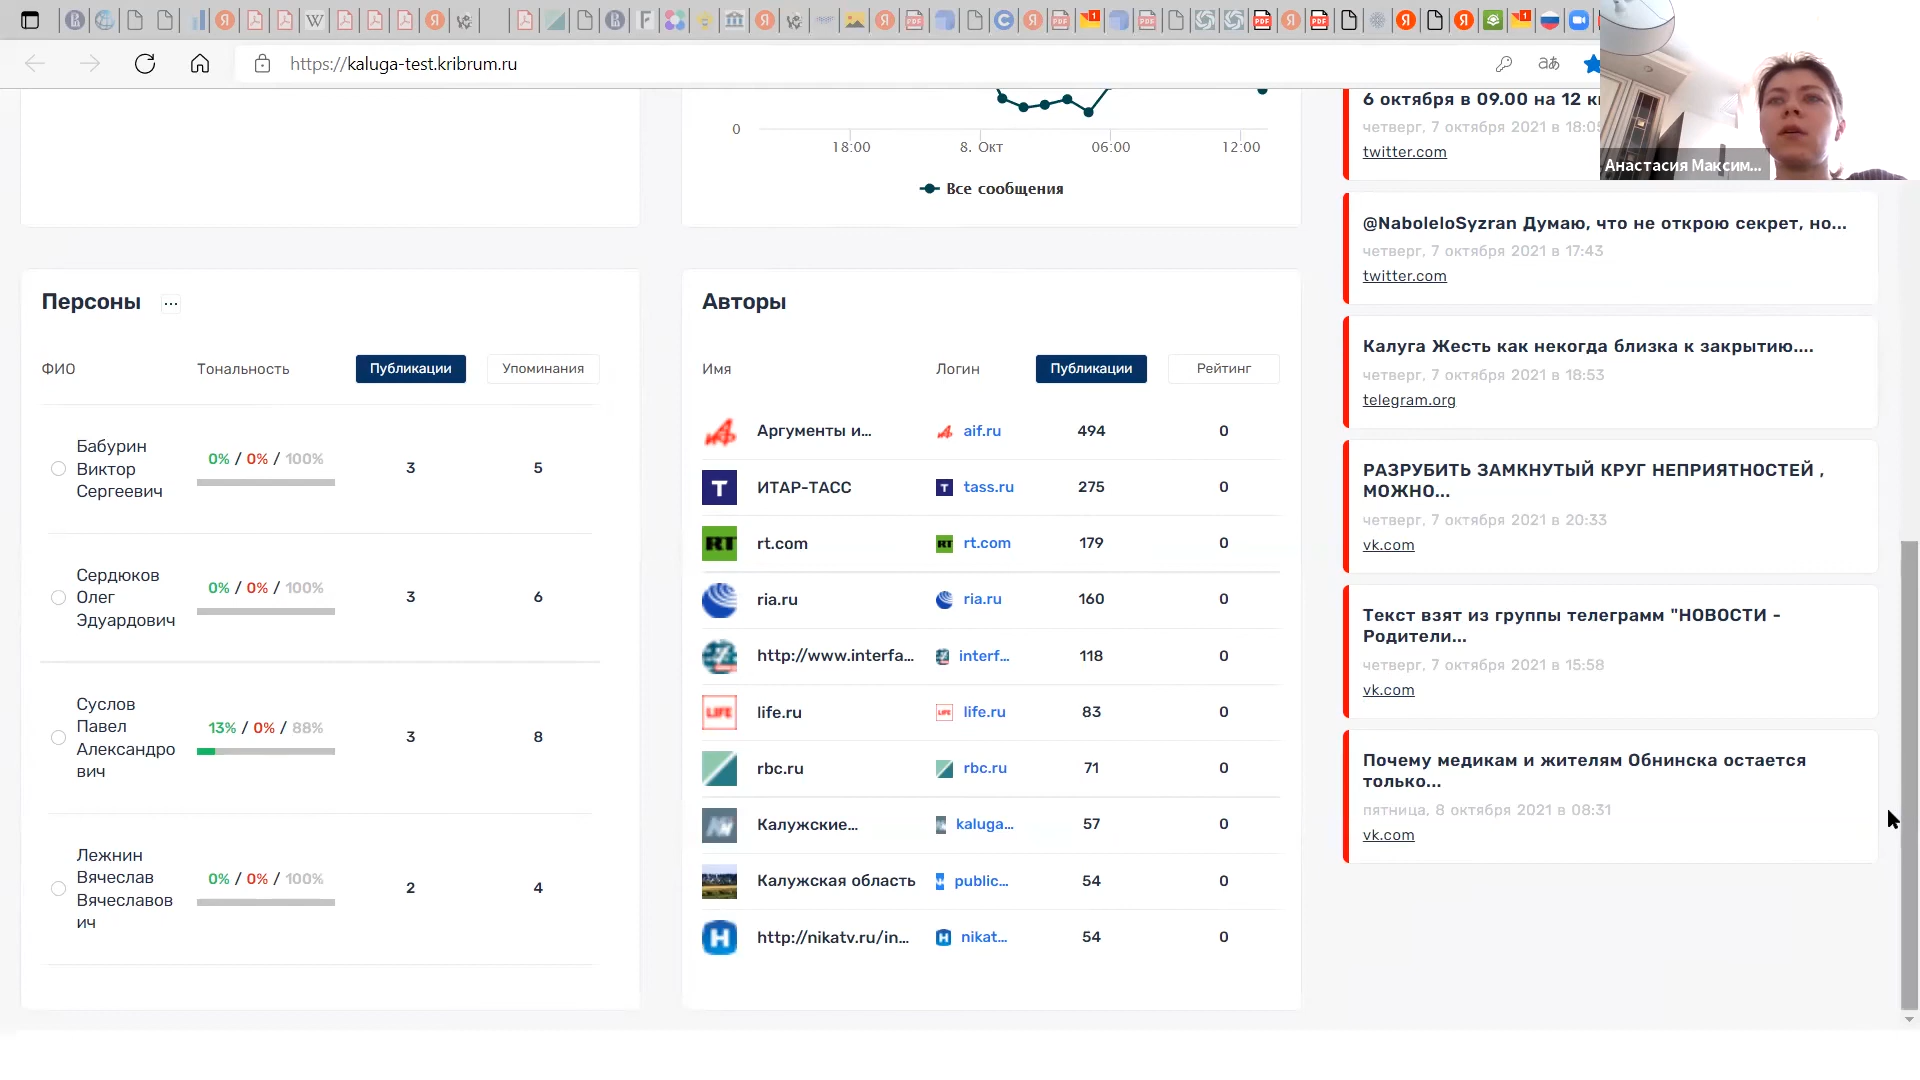 https://kaluga-test.kribrum.ru
0
18:00
8. Окт
06:00
12:00
Все сообщения
Персоны
...
ФИО
Тональность
Публикации
Упоминания
Бабурин
Виктор
Сергеевич
0% / 0% / 100%
3
5
Сердюков
Олег
Эдуардович
0% / 0% / 100%
3
6
Суслов
Павел
Александро
вич
13% / 0% / 88%
3
8
Лежнин
Вячеслав
Вячеславов
ич
0% / 0% / 100%
2
4
Авторы
Имя
Логин
Публикации
Рейтинг
Аргументы и...
aif.ru
494
0
ИТАР-ТАСС
tass.ru
275
0
rt.com
rt.com
179
0
ria.ru
ria.ru
160
0
http://www.interfa...
interf...
118
0
life.ru
life.ru
83
0
rbc.ru
rbc.ru
71
0
Калужские...
kaluga...
57
0
Калужская область
public...
54
0
http://nikatv.ru/in...
nikat...
54
0
6 октября в 09.00 на 12
четверг, 7 октября 2021 в 18:05
twitter.com
Анастасия Максим...
@NaboleloSyzran Думаю, что не открою секрет, но...
четверг, 7 октября 2021 в 17:43
twitter.com
Калуга Жесть как некогда близка к закрытию....
четверг, 7 октября 2021 в 18:53
telegram.org
РАЗРУБИТЬ ЗАМКНУТЫЙ КРУГ НЕПРИЯТНОСТЕЙ ,
МОЖНО...
четверг, 7 октября 2021 в 20:33
vk.com
Текст взят из группы телеграмм "НОВОСТИ -
Родители...
четверг, 7 октября 2021 в 15:58
vk.com
Почему медикам и жителям Обнинска остается
только...
пятница, 8 октября 2021 в 08:31
vk.com